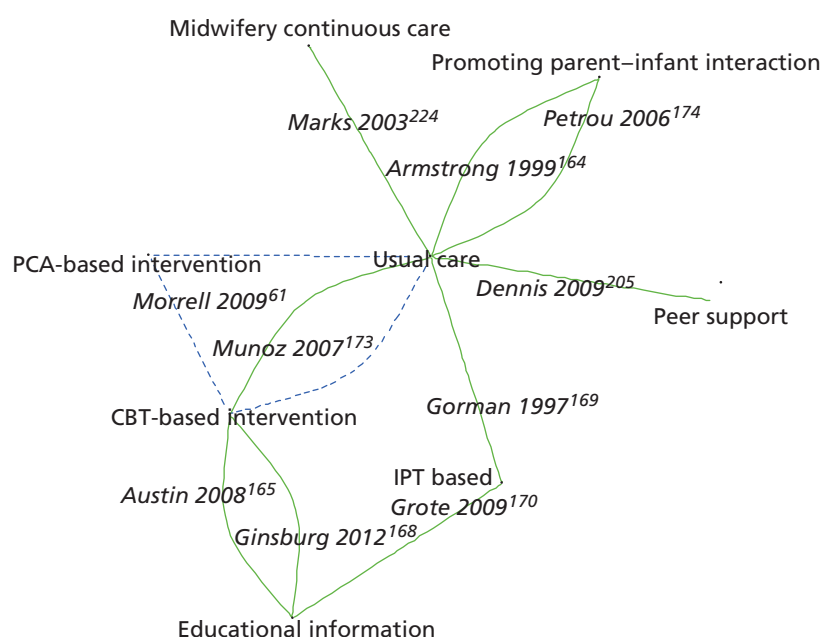 Midwifery continuous care
Promoting parent–infant interaction
Marks 2003²²⁴
Petrou 2006¹⁷⁴
Armstrong 1999¹⁶⁴
Usual care
PCA-based intervention
Dennis 2009²⁰⁵
Morrell 2009⁶¹
Peer support
Munoz 2007¹⁷³
CBT-based intervention
Gorman 1997¹⁶⁹
IPT based
Austin 2008¹⁶⁵
Grote 2009¹⁷⁰
Ginsburg 2012¹⁶⁸
Educational information